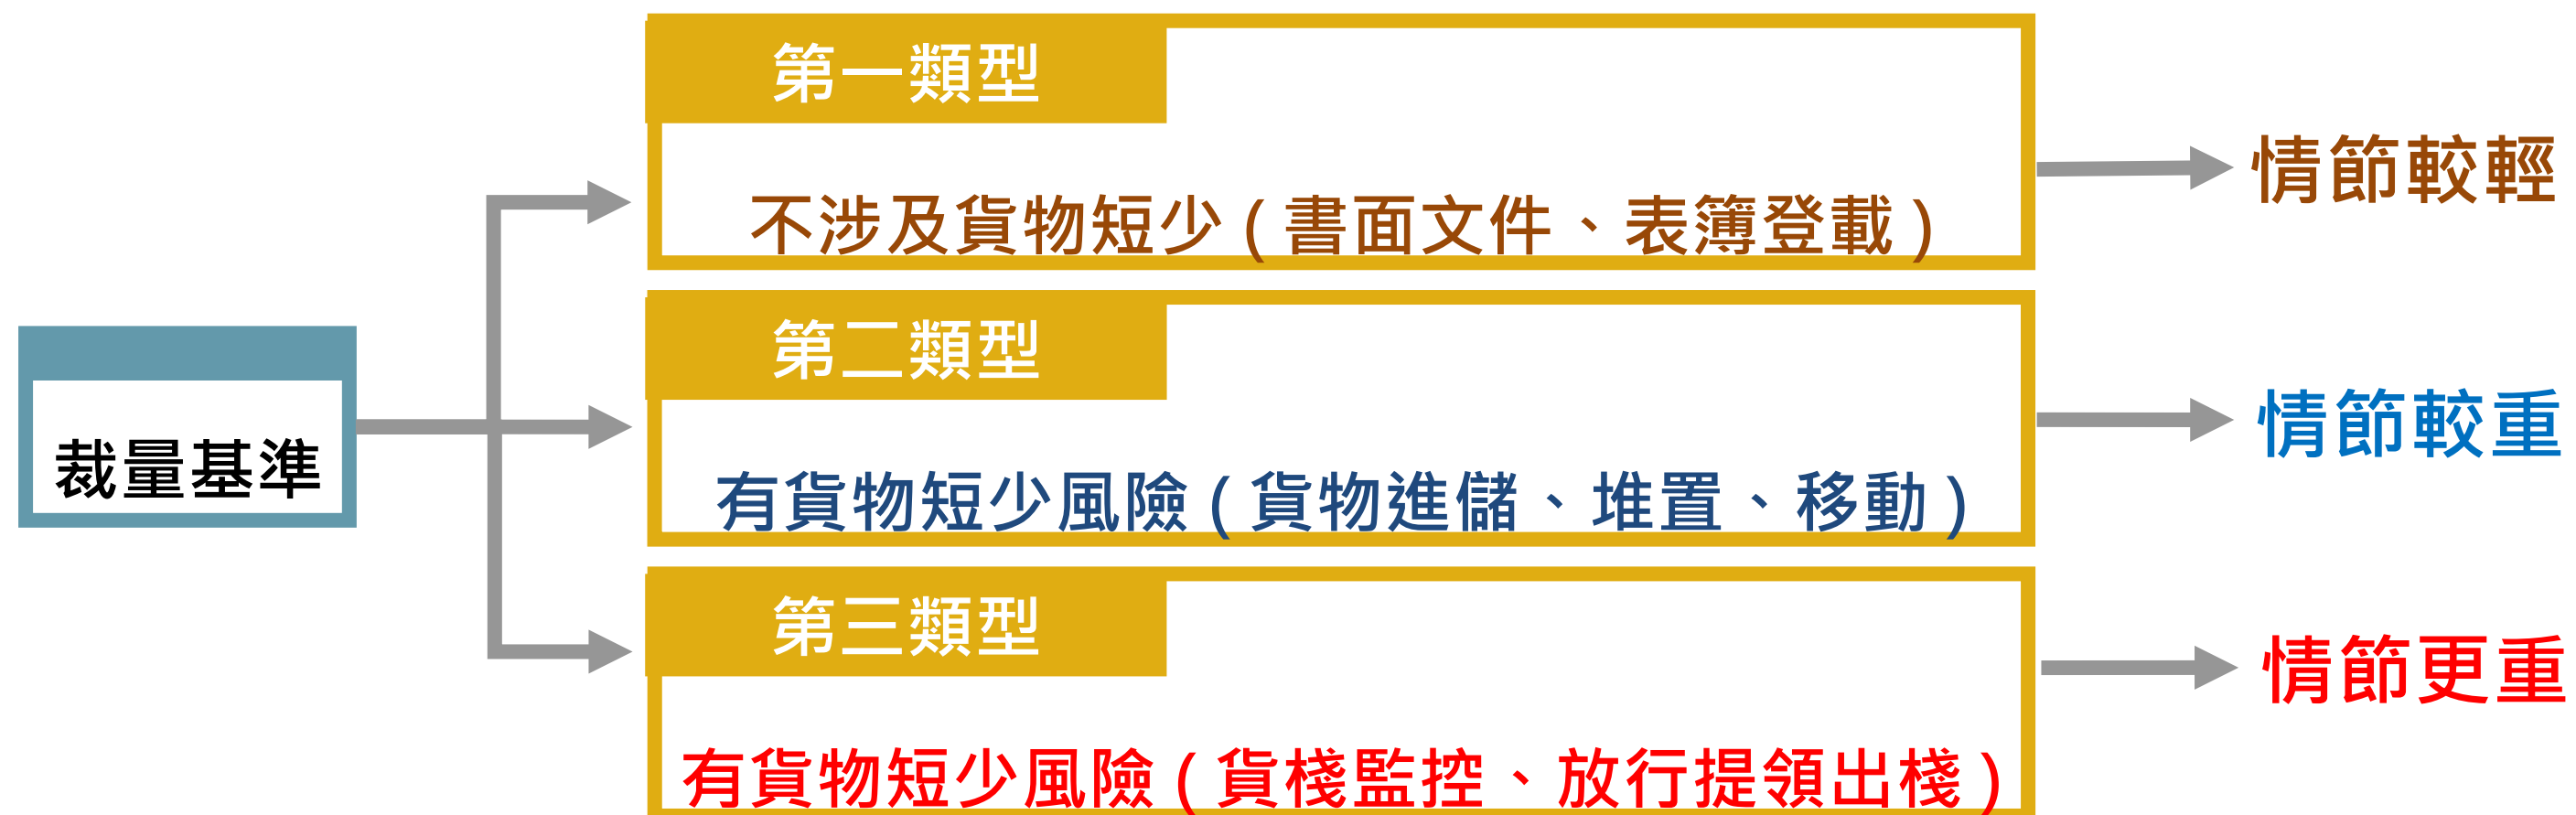 裁量基準
第一類型
不涉及貨物短少(書面文件、表簿登載)
情節較輕
第二類型
有貨物短少風險(貨物進儲、堆置、移動)
情節較重
第三類型
有貨物短少風險(貨棧監控、放行提領出棧)
情節更重